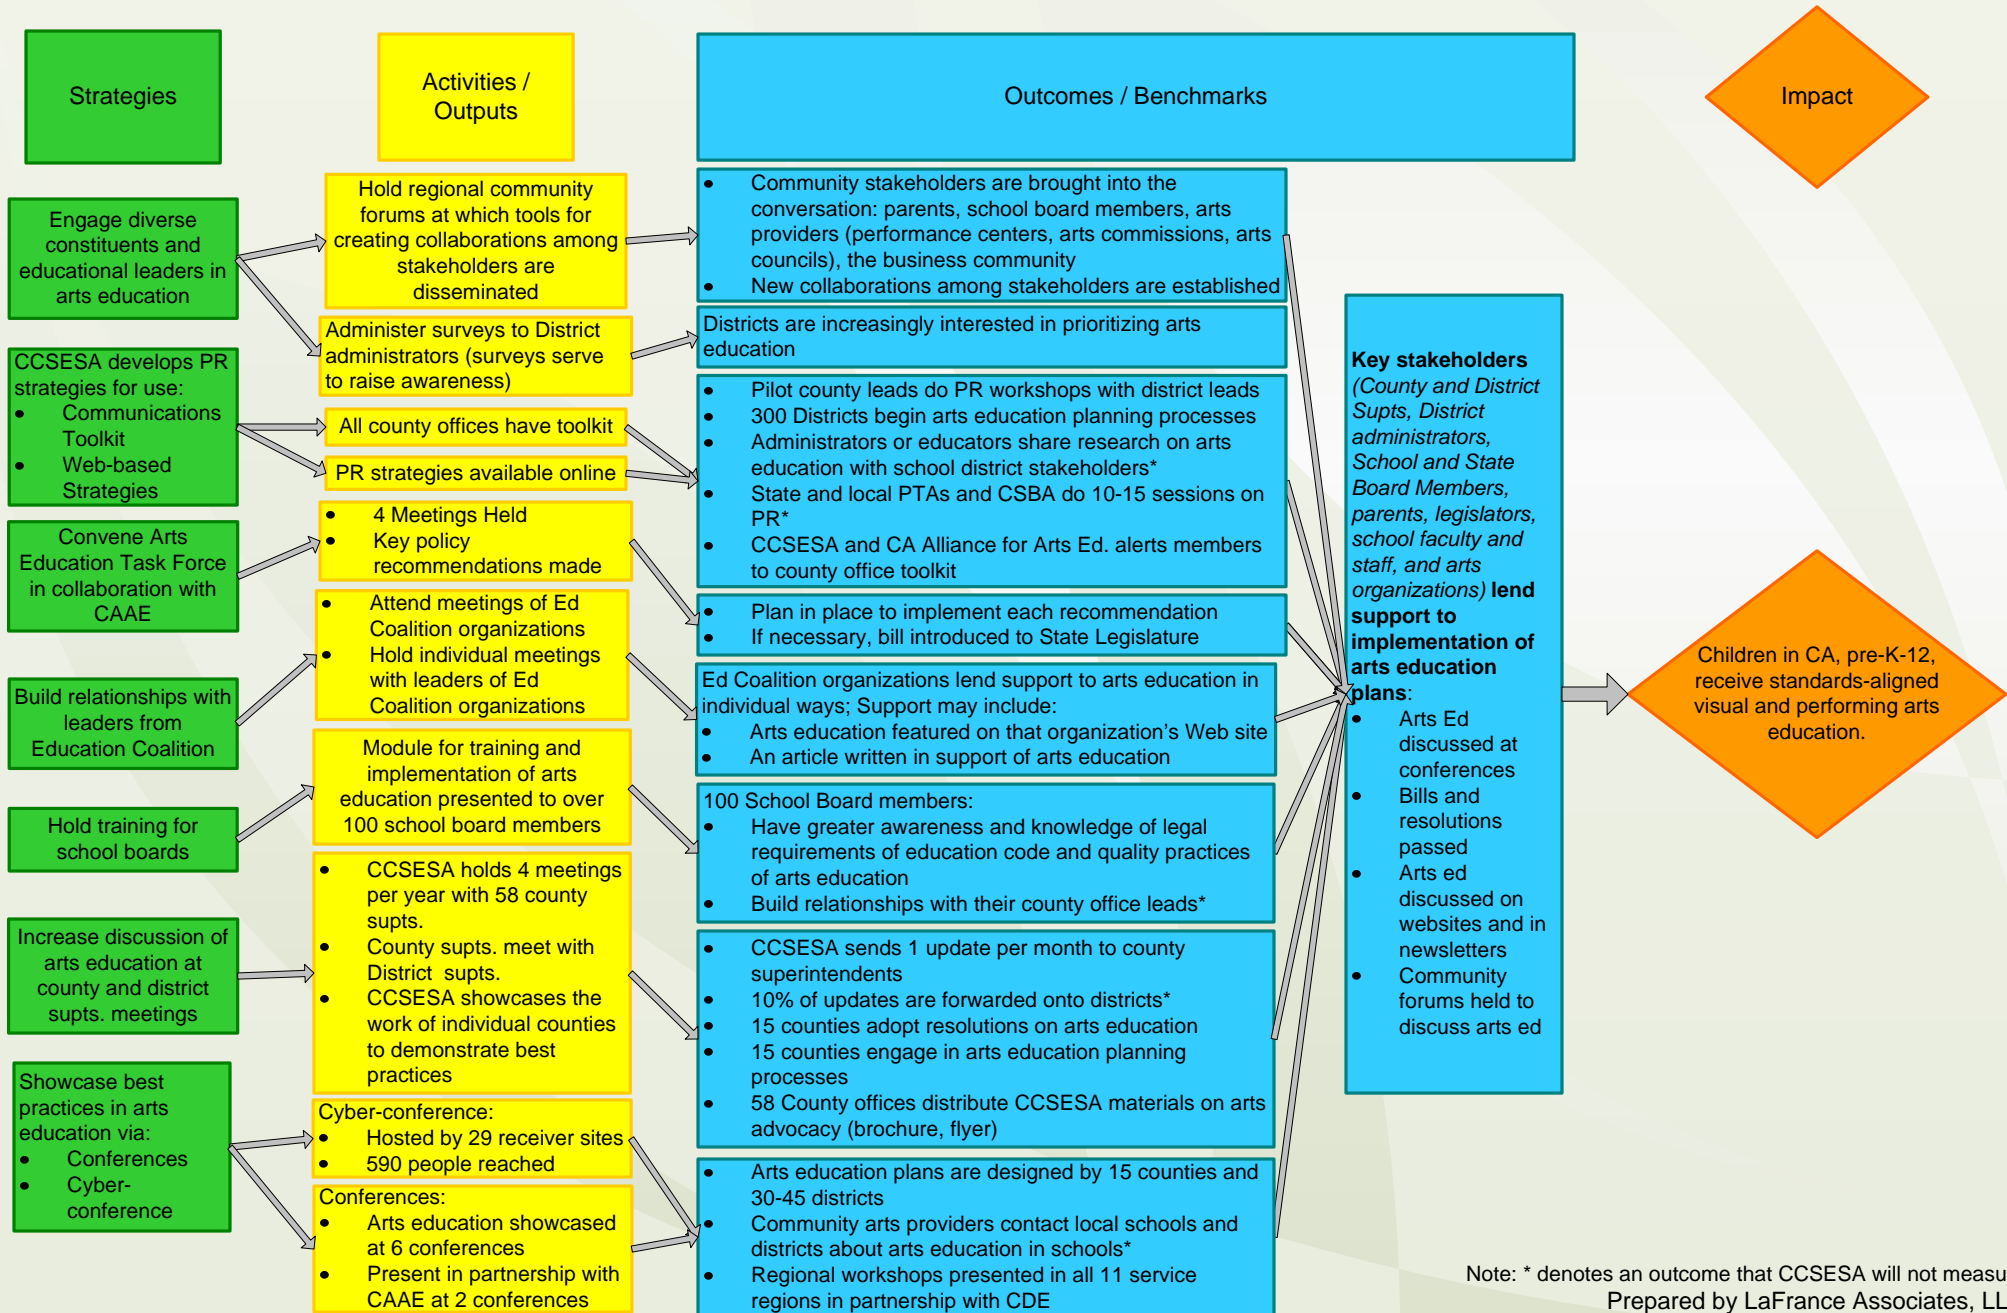 Strategies
Activities /
Outputs
Outcomes / Benchmarks
Impact
Engage diverse
constituents and
educational leaders in
arts education
CCSESA develops PR
strategies for use:
• Communications
Toolkit
• Web-based
Strategies
Convene Arts
Education Task Force
in collaboration with
CAAE
Build relationships with
leaders from
Education Coalition
Hold training for
school boards
Increase discussion of
arts education at
county and district
supts. meetings
Showcase best
practices in arts
education via:
• Conferences
• Cyber-
conference
Hold regional community
forums at which tools for
creating collaborations among
stakeholders are
disseminated
Administer surveys to District
administrators (surveys serve
to raise awareness)
All county offices have toolkit
PR strategies available online
• 4 Meetings Held
• Key policy
recommendations made
• Attend meetings of Ed
Coalition organizations
• Hold individual meetings
with leaders of Ed
Coalition organizations
Module for training and
implementation of arts
education presented to over
100 school board members
• CCSESA holds 4 meetings
per year with 58 county
supts.
• County supts. meet with
District supts.
• CCSESA showcases the
work of individual counties
to demonstrate best
practices
Cyber-conference:
• Hosted by 29 receiver sites
• 590 people reached
Conferences:
• Arts education showcased
at 6 conferences
• Present in partnership with
CAAE at 2 conferences
• Community stakeholders are brought into the
conversation: parents, school board members, arts
providers (performance centers, arts commissions, arts
councils), the business community
• New collaborations among stakeholders are established
Districts are increasingly interested in prioritizing arts
education
• Pilot county leads do PR workshops with district leads
• 300 Districts begin arts education planning processes
• Administrators or educators share research on arts
education with school district stakeholders*
• State and local PTAs and CSBA do 10-15 sessions on
PR*
• CCSESA and CA Alliance for Arts Ed. alerts members
to county office toolkit
• Plan in place to implement each recommendation
• If necessary, bill introduced to State Legislature
Ed Coalition organizations lend support to arts education in
individual ways; Support may include:
• Arts education featured on that organization's Web site
• An article written in support of arts education
100 School Board members:
• Have greater awareness and knowledge of legal
requirements of education code and quality practices
of arts education
• Build relationships with their county office leads*
• CCSESA sends 1 update per month to county
superintendents
• 10% of updates are forwarded onto districts*
• 15 counties adopt resolutions on arts education
• 15 counties engage in arts education planning
processes
• 58 County offices distribute CCSESA materials on arts
advocacy (brochure, flyer)
• Arts education plans are designed by 15 counties and
30-45 districts
• Community arts providers contact local schools and
districts about arts education in schools*
• Regional workshops presented in all 11 service
regions in partnership with CDE
Key stakeholders
(County and District
Supts, District
administrators,
School and State
Board Members,
parents, legislators,
school faculty and
staff, and arts
organizations) lend
support to
implementation of
arts education
plans:
• Arts Ed
discussed at
conferences
• Bills and
resolutions
passed
• Arts ed
discussed on
websites and in
newsletters
• Community
forums held to
discuss arts ed
Children in CA, pre-K-12,
receive standards-aligned
visual and performing arts
education.
Note: * denotes an outcome that CCSESA will not measu
Prepared by LaFrance Associates, LL